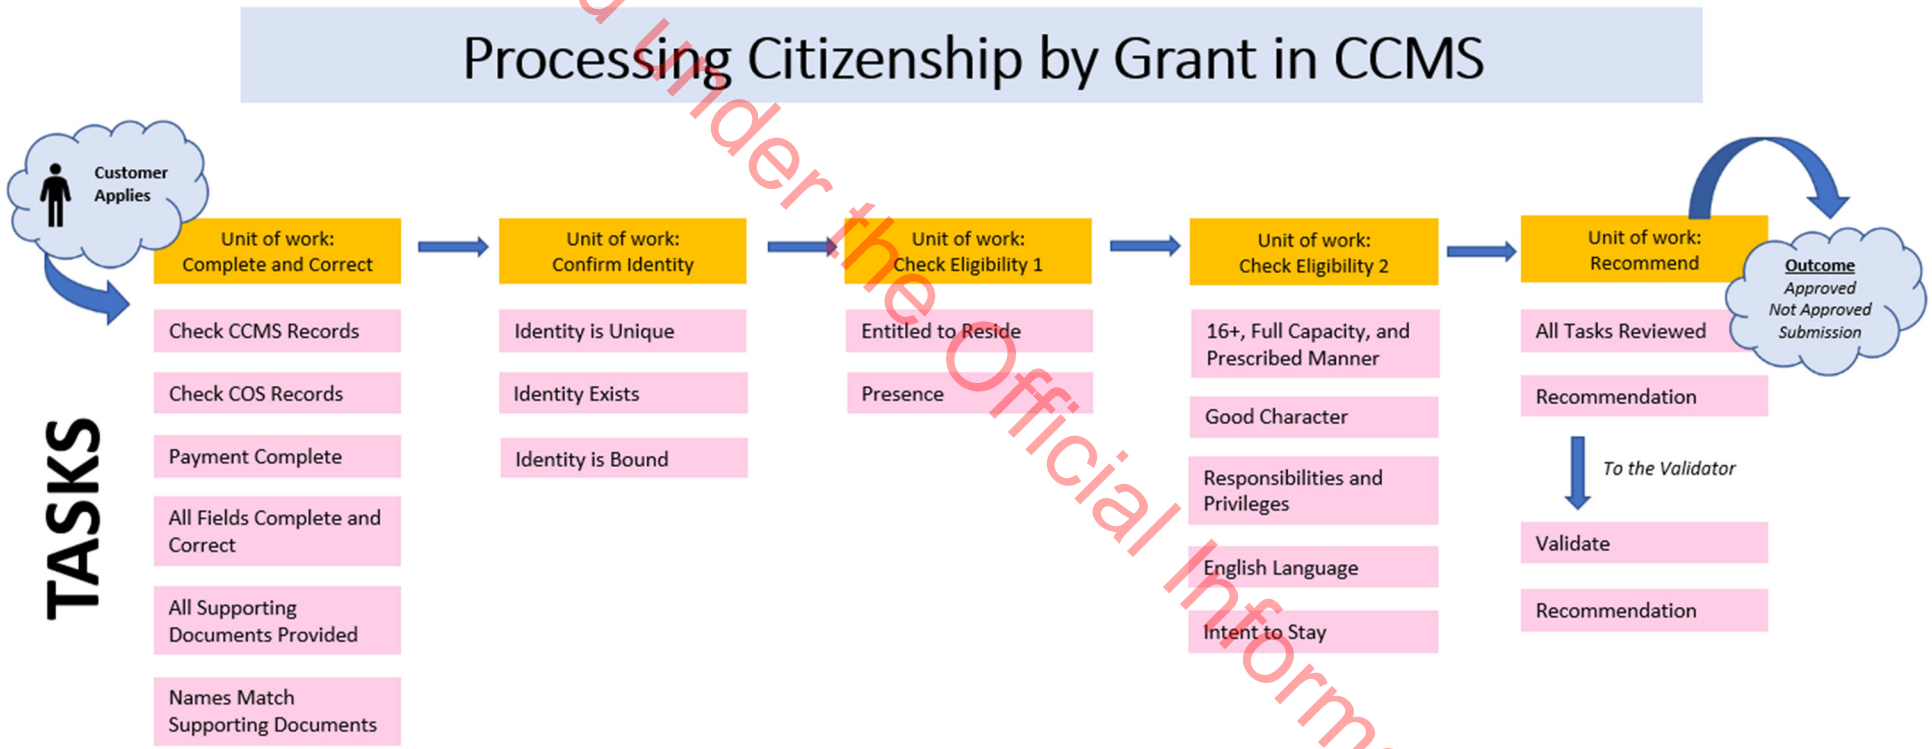 Processing Citizenship by Grant in CCMS
Customer
Applies
Unit of work:
Complete and Correct
Check CCMS Records
Check COS Records
Payment Complete
All Fields Complete and
Correct
All Supporting
Documents Provided
Names Match
Supporting Documents
Unit of work:
Confirm Identity
Identity is Unique
Identity Exists
Identity is Bound
Unit of work:
Check Eligibility 1
Entitled to Reside
Presence
Unit of work:
Check Eligibility 2
16+, Full Capacity, and
Prescribed Manner
Good Character
Responsibilities and
Privileges
English Language
Intent to Stay
Unit of work:
Recommend
All Tasks Reviewed
Recommendation
To the Validator
Validate
Recommendation
Outcome
Approved
Not Approved
Submission
TASKS
under the Official